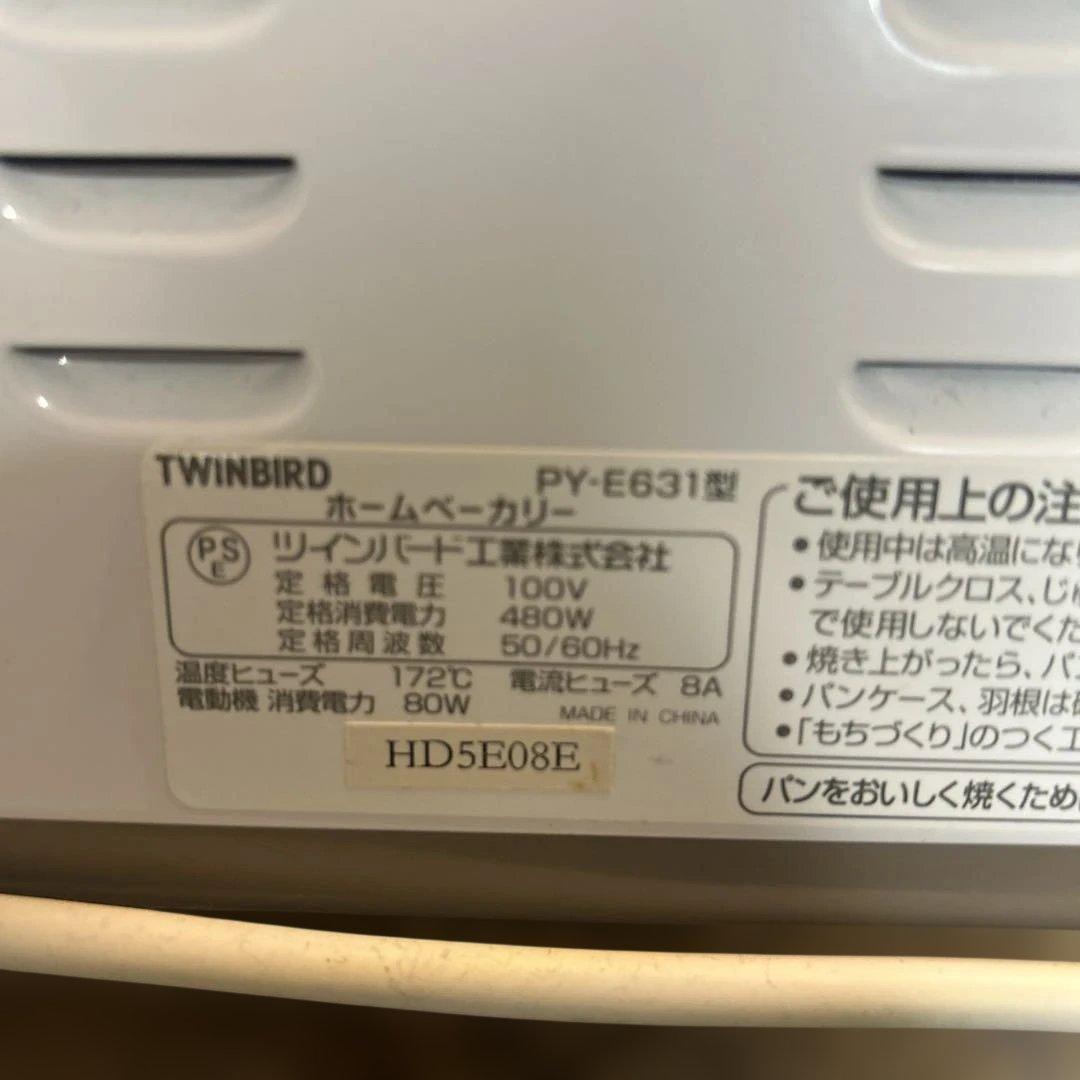 TWINBIRD PY-E631型
ホームベーカリー
PSE ツインバード工業株式会社
定格電圧 100V
定格消費電力 480W
定格周波数 50/60Hz
温度ヒューズ 172℃ 電流ヒューズ 8A
電動機 消費電力 80W
MADE IN CHINA
HD5E08E
ご使用上の注
•使用中は高温にな
•テーブルクロス、じ
で使用しないでくだ
•焼き上がったら、パ
•パンケース、羽根は
•「もちづくり」のつく工
パンをおいしく焼くため